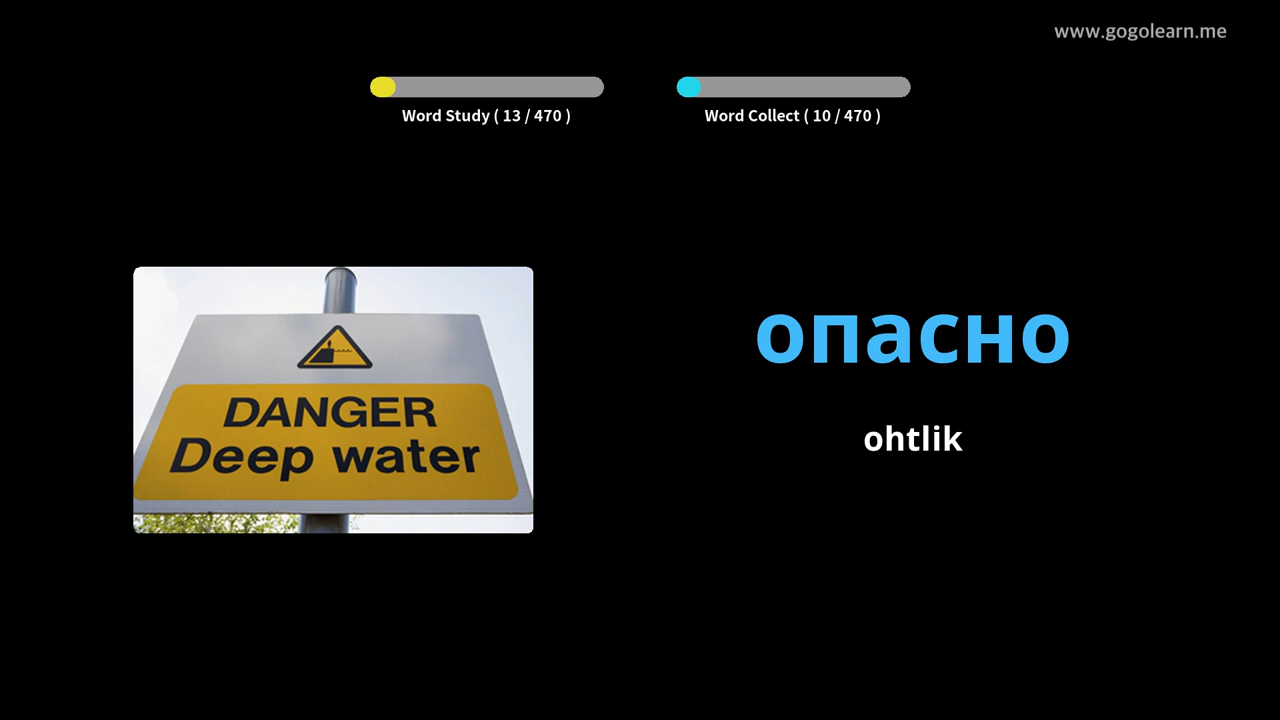 www.gogolearn.me
Word Study ( 13 / 470 )
Word Collect ( 10 / 470 )
DANGER
Deep water
опасно
ohtlik